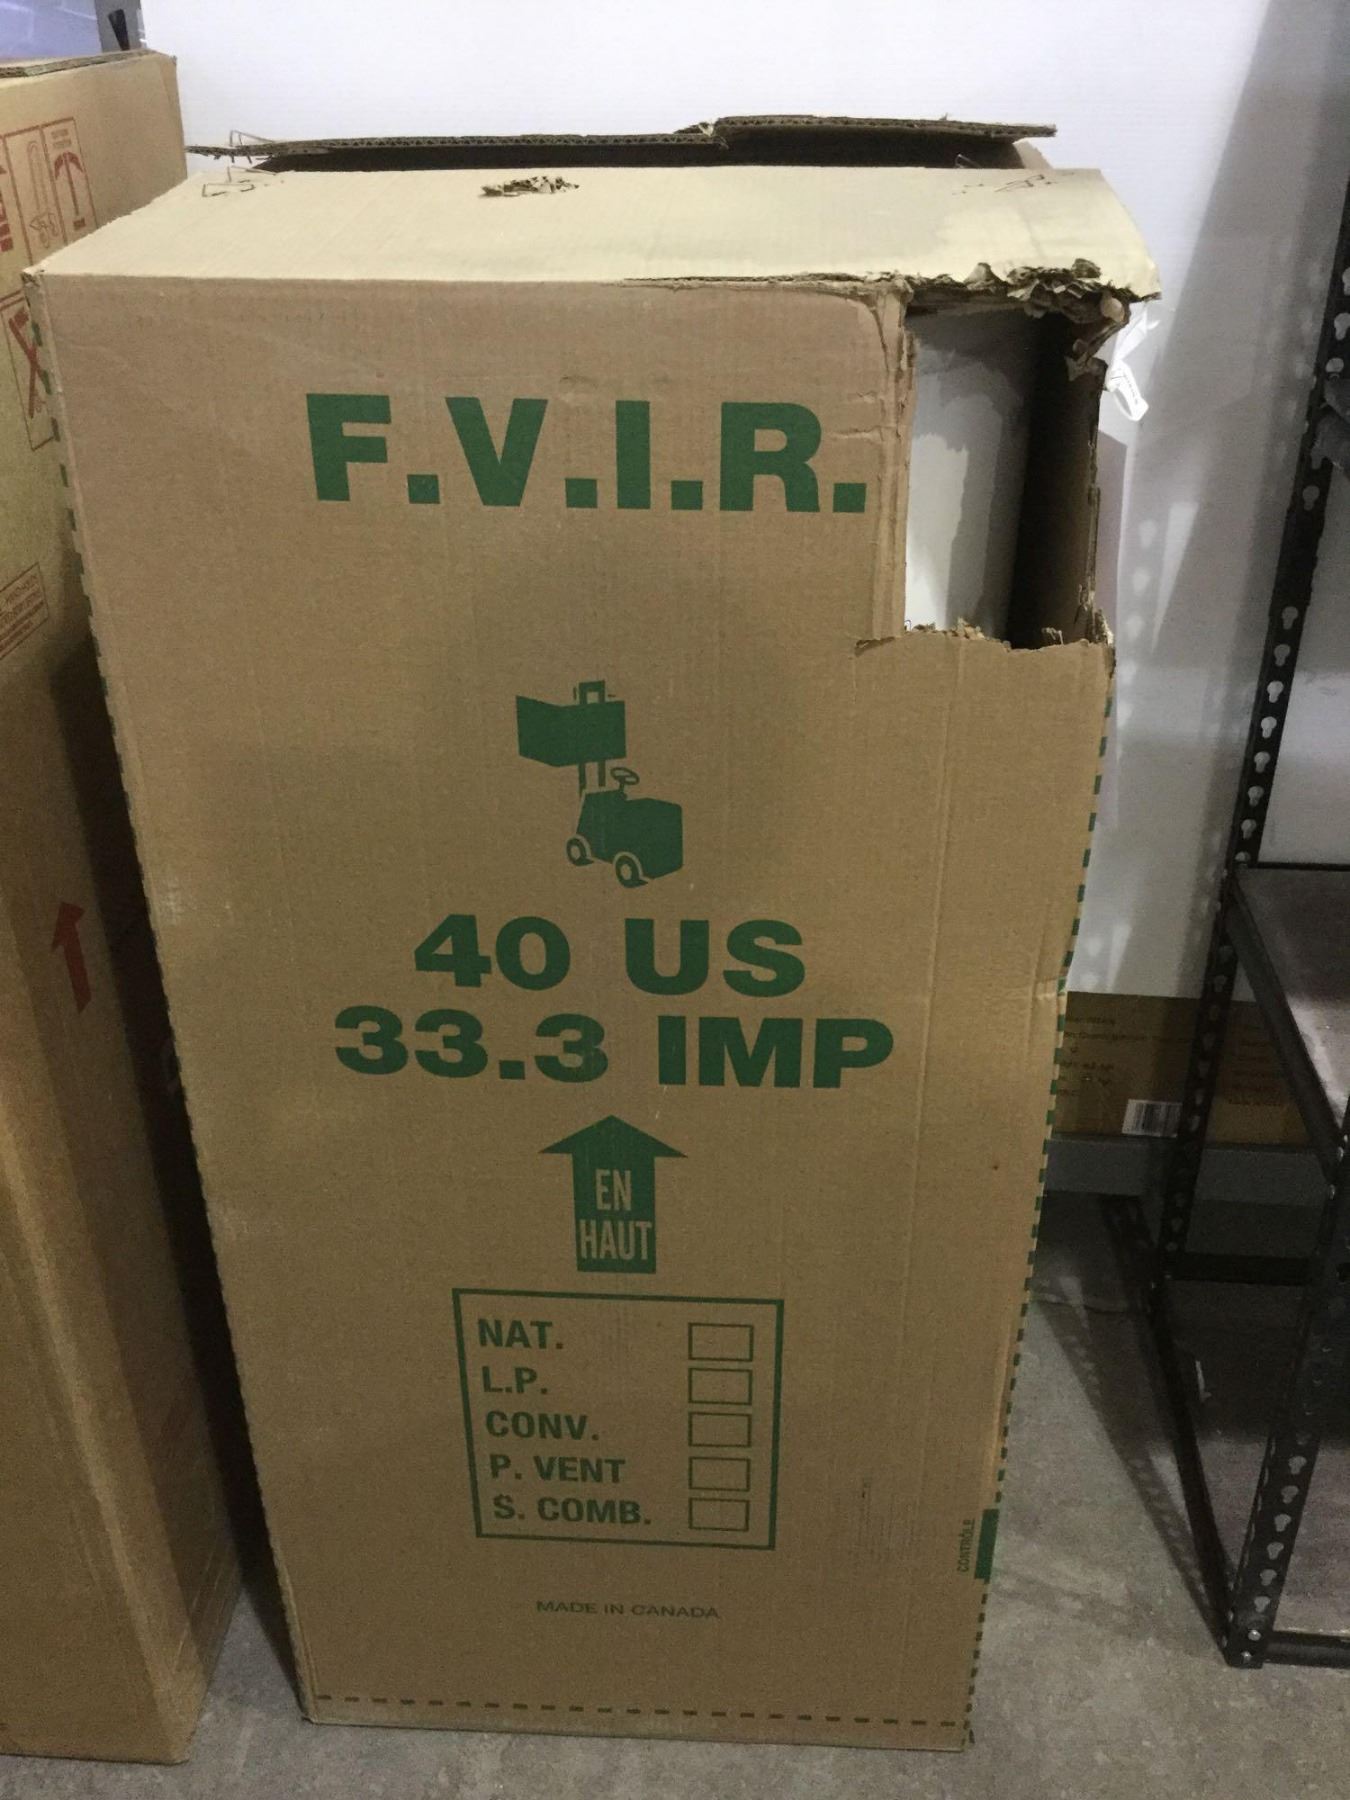 F.V.I.R.
40 US
33.3 IMP
EN
HAUT
NAT.
L.P.
CONV.
P. VENT
S. COMB.
CONTRÔLE
MADE IN CANADA